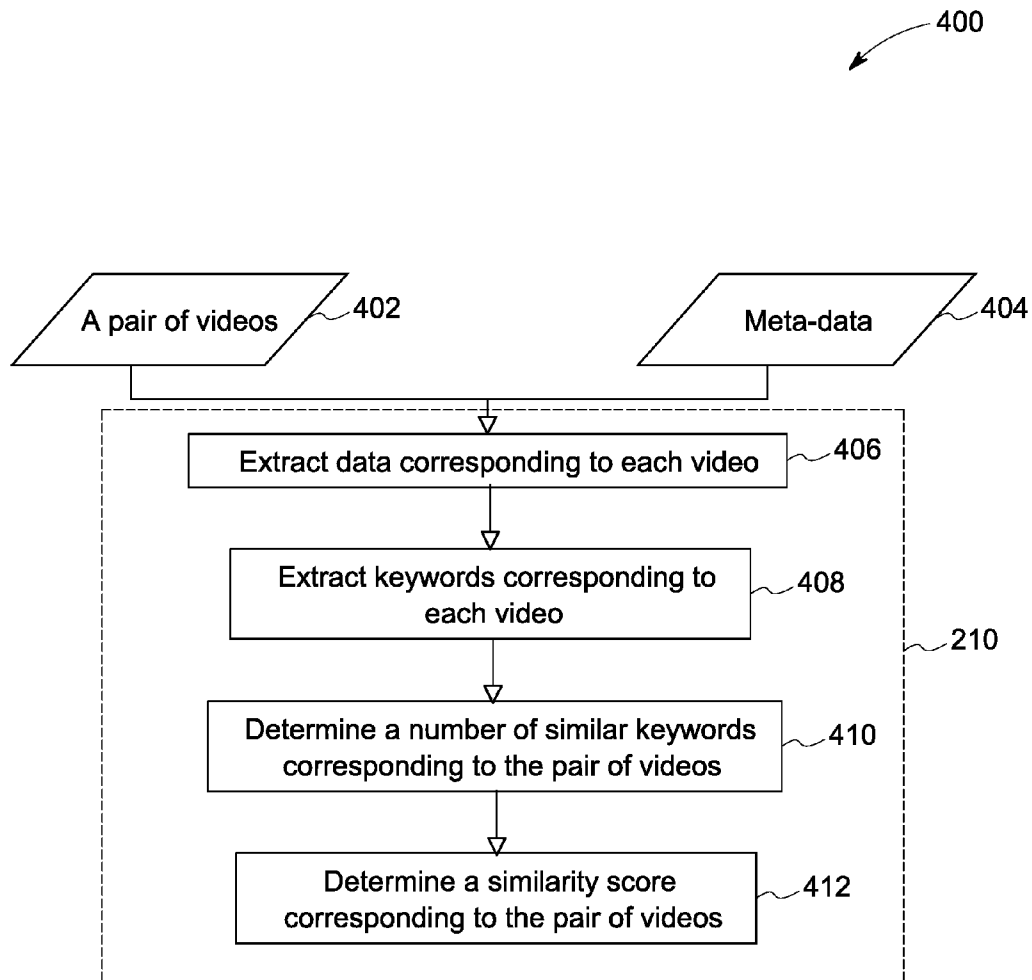 400
A pair of videos
402
Meta-data
404
Extract data corresponding to each video
406
Extract keywords corresponding to
each video
408
210
Determine a number of similar keywords
corresponding to the pair of videos
410
Determine a similarity score
corresponding to the pair of videos
412